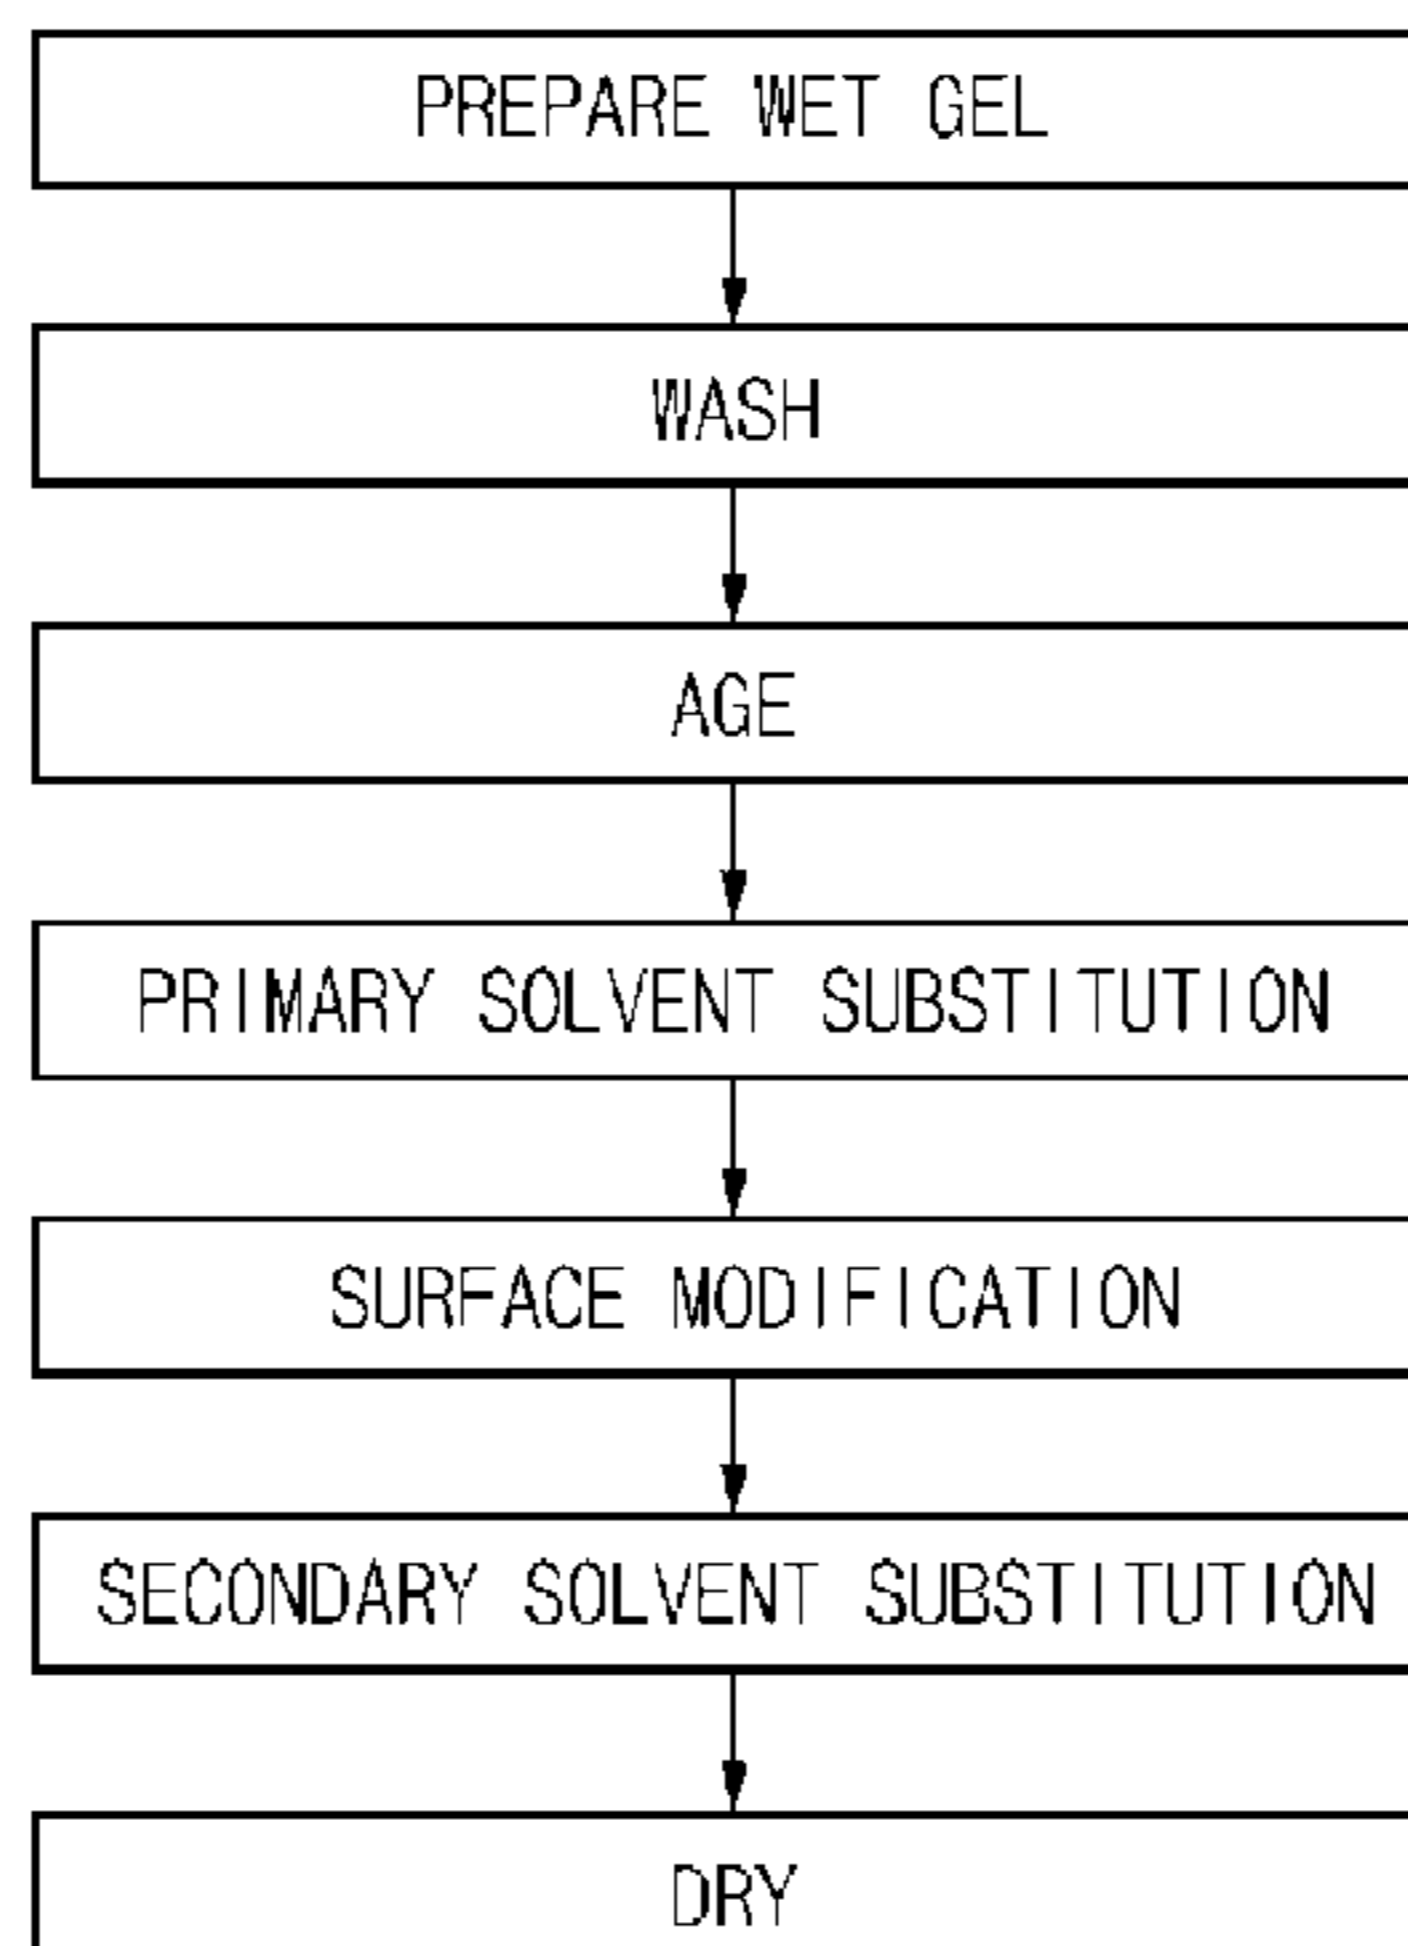 PREPARE WET GEL
WASH
AGE
PRIMARY SOLVENT SUBSTITUTION
SURFACE MODIFICATION
SECONDARY SOLVENT SUBSTITUTION
DRY